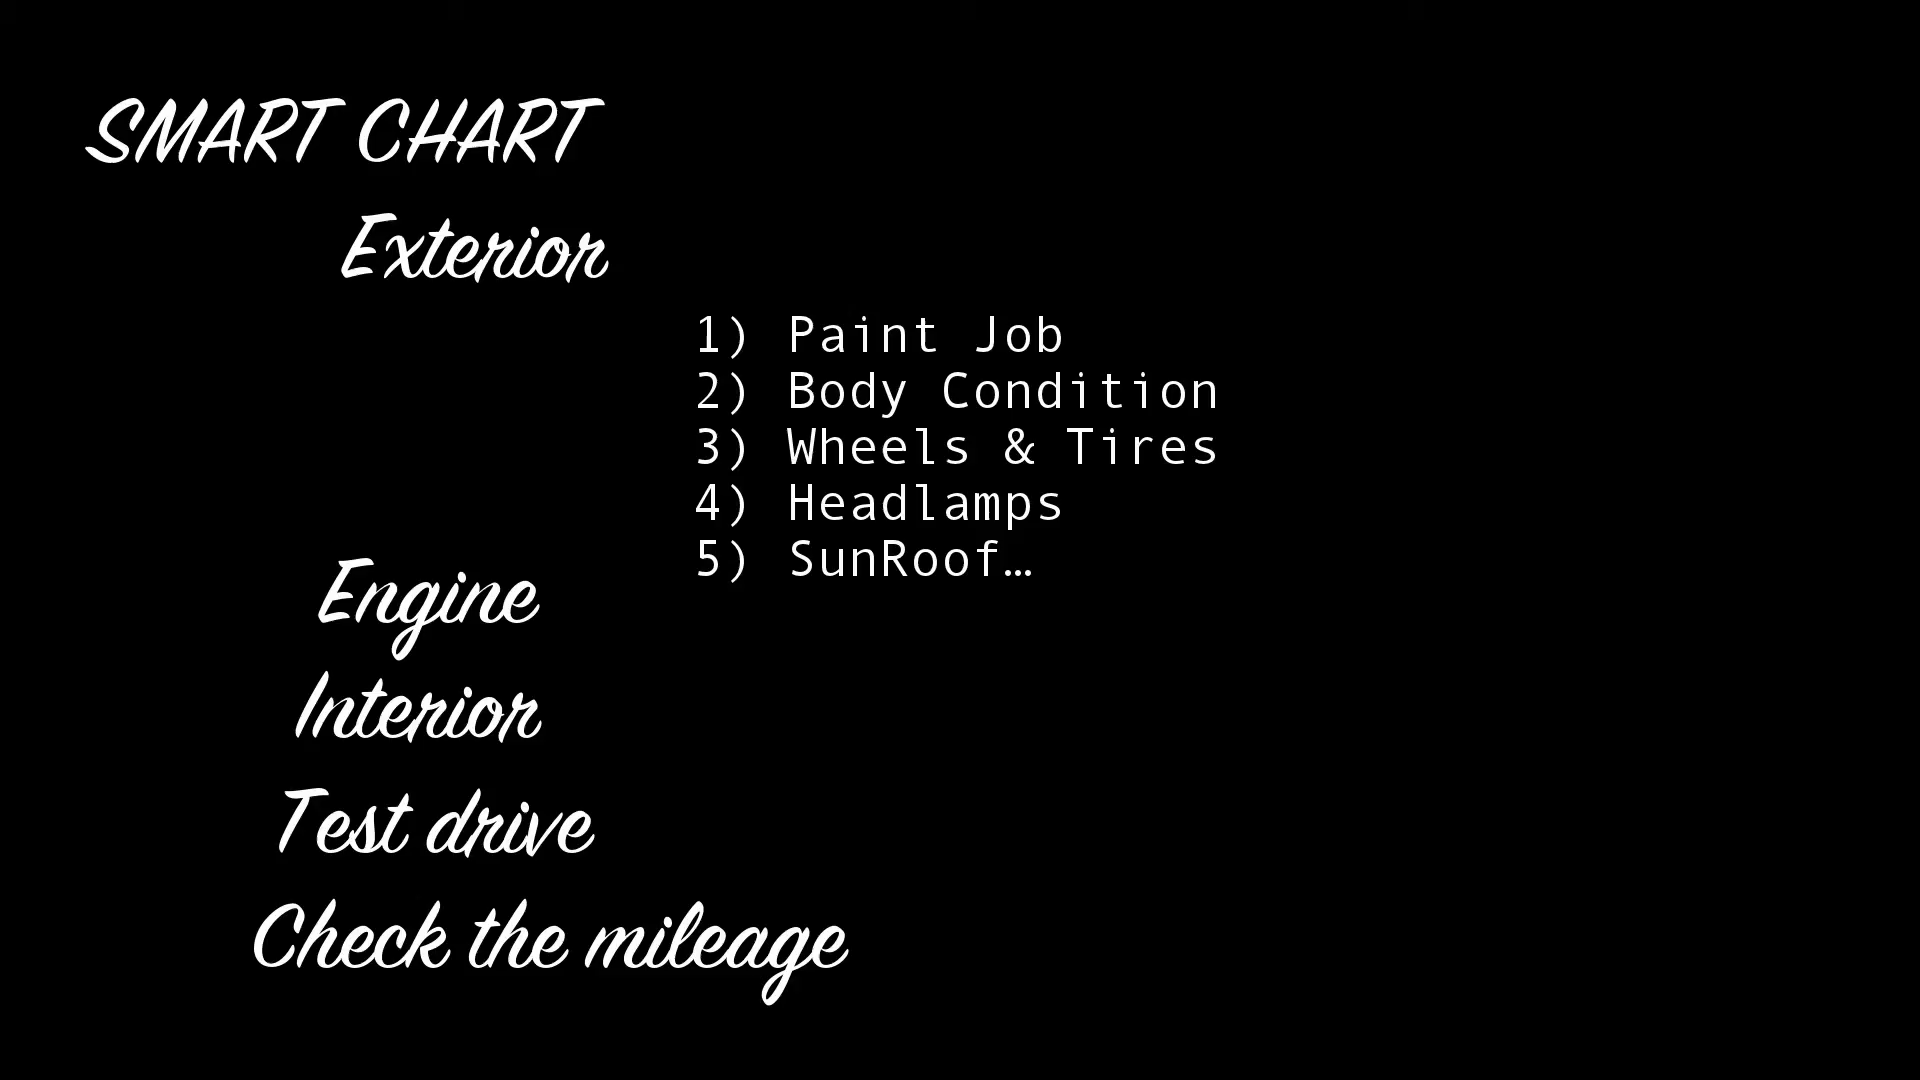 SMART CHART
Exterior
1) Paint Job
2) Body Condition
3) Wheels & Tires
4) Headlamps
5) SunRoof…
Engine
Interior
Test drive
Check the mileage